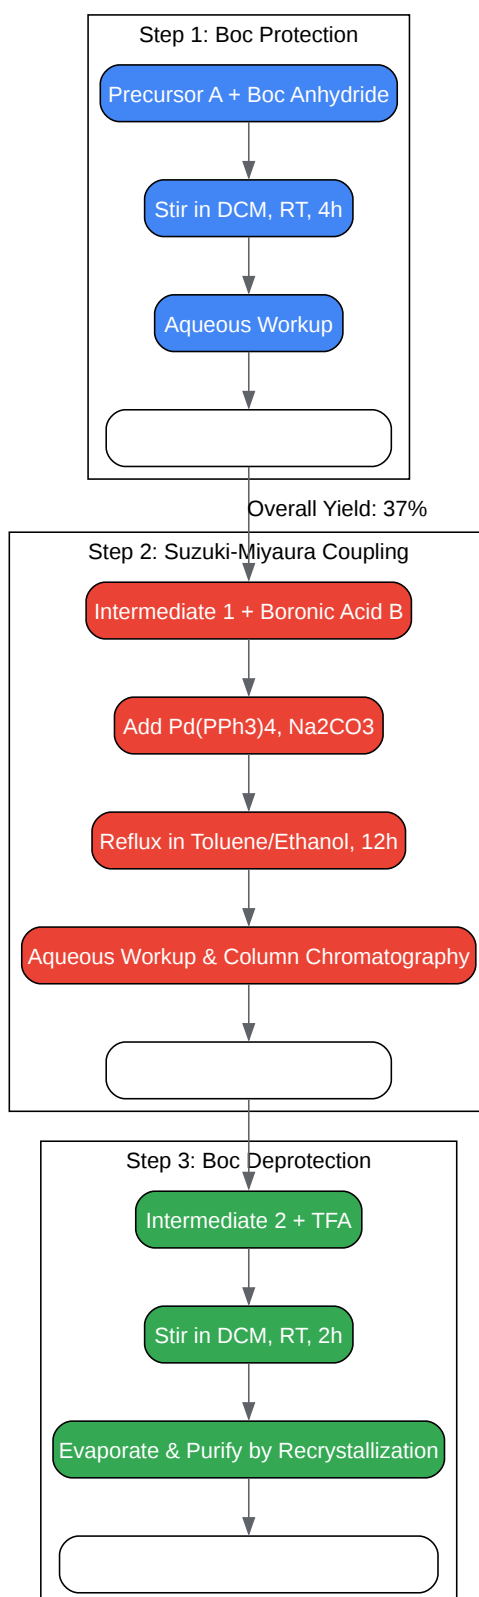 Step 1: Boc Protection
Precursor A + Boc Anhydride
Stir in DCM, RT, 4h
Aqueous Workup
Overall Yield: 37%
Step 2: Suzuki-Miyaura Coupling
Intermediate 1 + Boronic Acid B
Add Pd(PPh3)4, Na2CO3
Reflux in Toluene/Ethanol, 12h
Aqueous Workup & Column Chromatography
Step 3: Boc Deprotection
Intermediate 2 + TFA
Stir in DCM, RT, 2h
Evaporate & Purify by Recrystallization